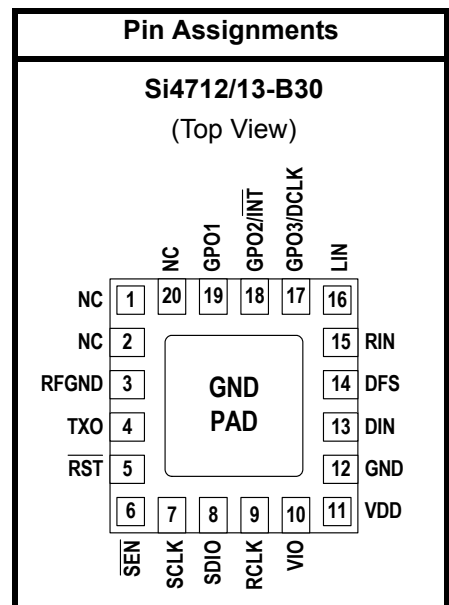 Pin Assignments
Si4712/13-B30
(Top View)
NC
GPO1
GPO2/INT
GPO3/DCLK
LIN
NC 1 20 19 18 17 16
NC 2 15 RIN
RFGND 3 GND 14 DFS
TXO 4 PAD 13 DIN
RST 5 12 GND
6 7 8 9 10 11 VDD
SEN
SCLK
SDIO
RCLK
VIO